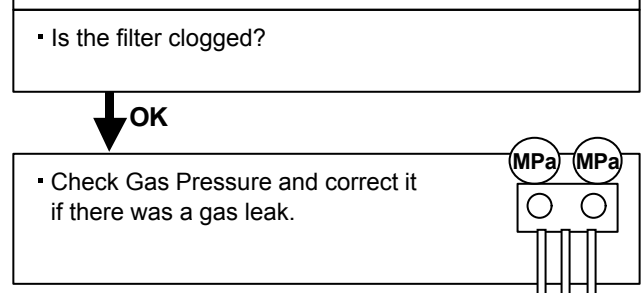 ▪ Is the filter clogged?
OK
▪ Check Gas Pressure and correct it
if there was a gas leak.
MPa MPa